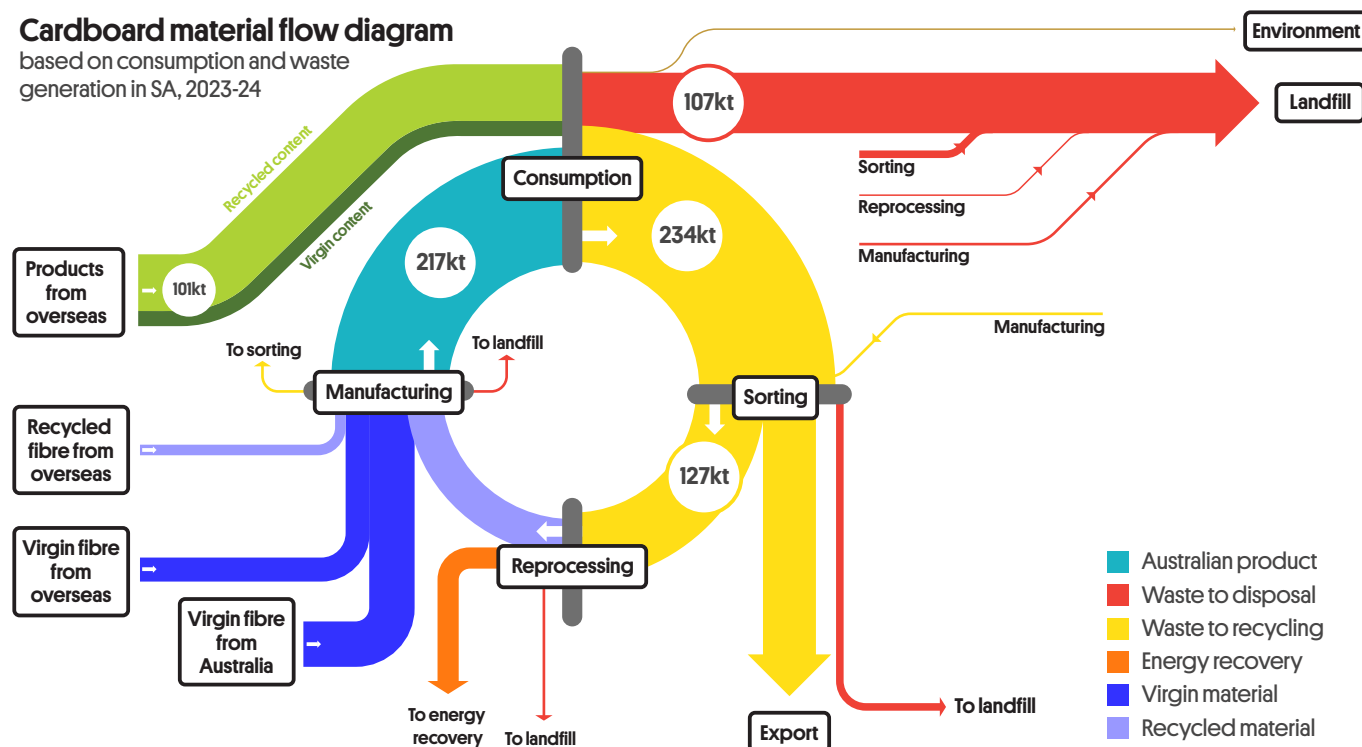 Cardboard material flow diagram
based on consumption and waste
generation in SA, 2023-24
Environment
Landfill
107kt
Recycled content
Virgin content
Consumption
Sorting
Reprocessing
Manufacturing
234kt
217kt
Products
from
overseas
101kt
Manufacturing
To sorting
To landfill
Manufacturing
Sorting
Recycled
fibre from
overseas
127kt
Virgin fibre
from
overseas
Reprocessing
Virgin fibre
from
Australia
To energy
recovery
To landfill
Export
To landfill
Australian product
Waste to disposal
Waste to recycling
Energy recovery
Virgin material
Recycled material